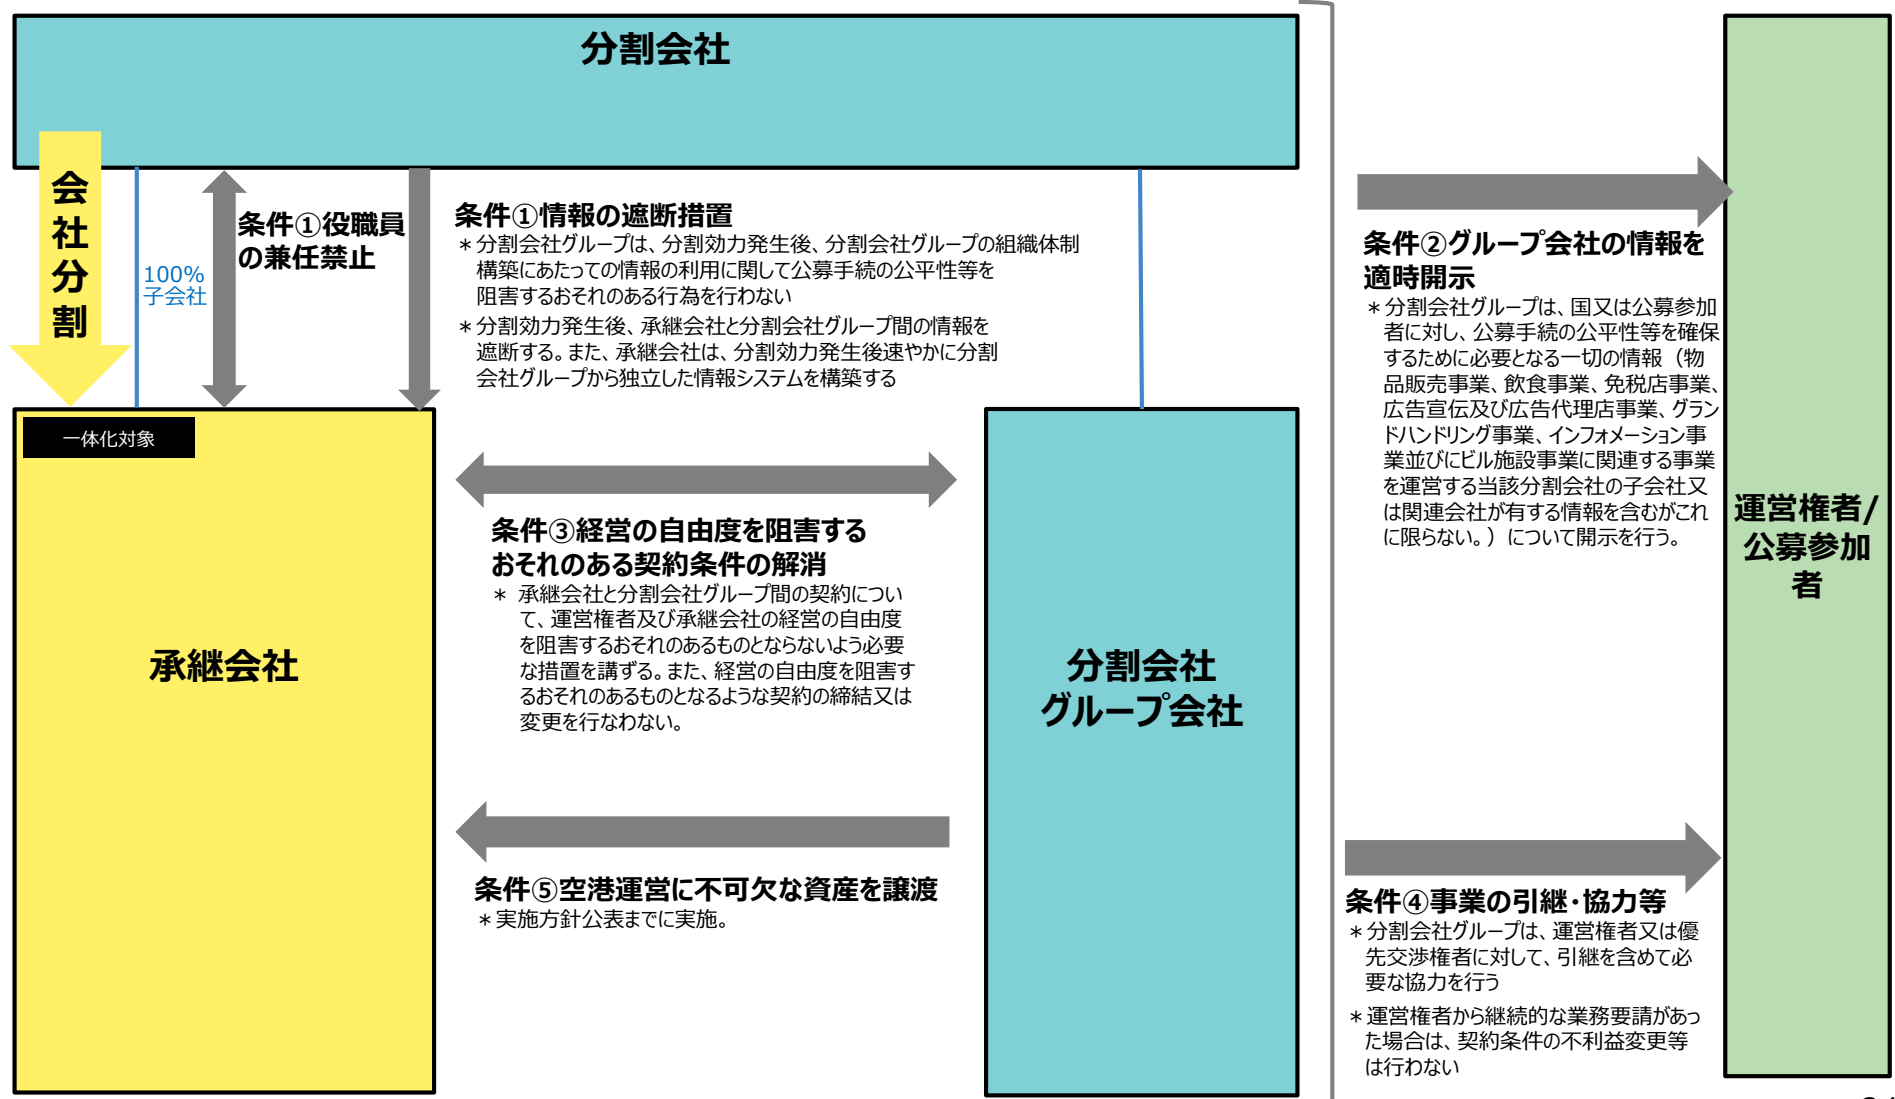 分割会社
会社分割
100%
子会社
条件①役職員
の兼任禁止
条件①情報の遮断措置
＊分割会社グループは、分割効力発生後、分割会社グループの組織体制
構築にあたっての情報の利用に関して公募手続の公平性等を
阻害するおそれのある行為を行わない
＊分割効力発生後、承継会社と分割会社グループ間の情報を
遮断する。また、承継会社は、分割効力発生後速やかに分割
会社グループから独立した情報システムを構築する
一体化対象
承継会社
条件③経営の自由度を阻害する
おそれのある契約条件の解消
＊ 承継会社と分割会社グループ間の契約につい
て、運営権者及び承継会社の経営の自由度
を阻害するおそれのあるものとならないよう必要
な措置を講ずる。また、経営の自由度を阻害す
るおそれのあるものとなるような契約の締結又は
変更を行なわない。
条件⑤空港運営に不可欠な資産を譲渡
＊実施方針公表までに実施。
分割会社
グループ会社
条件②グループ会社の情報を
適時開示
＊分割会社グループは、国又は公募参加
者に対し、公募手続の公平性等を確保
するために必要となる一切の情報（物
品販売事業、飲食事業、免税店事業、
広告宣伝及び広告代理店事業、グラン
ドハンドリング事業、インフォメーション事
業並びにビル施設事業に関連する事業
を運営する当該分割会社の子会社又
は関連会社が有する情報を含むがこれ
に限らない。）について開示を行う。
条件④事業の引継・協力等
＊分割会社グループは、運営権者又は優
先交渉権者に対して、引継を含めて必
要な協力を行う
＊運営権者から継続的な業務要請があっ
た場合は、契約条件の不利益変更等
は行わない
運営権者/
公募参加
者